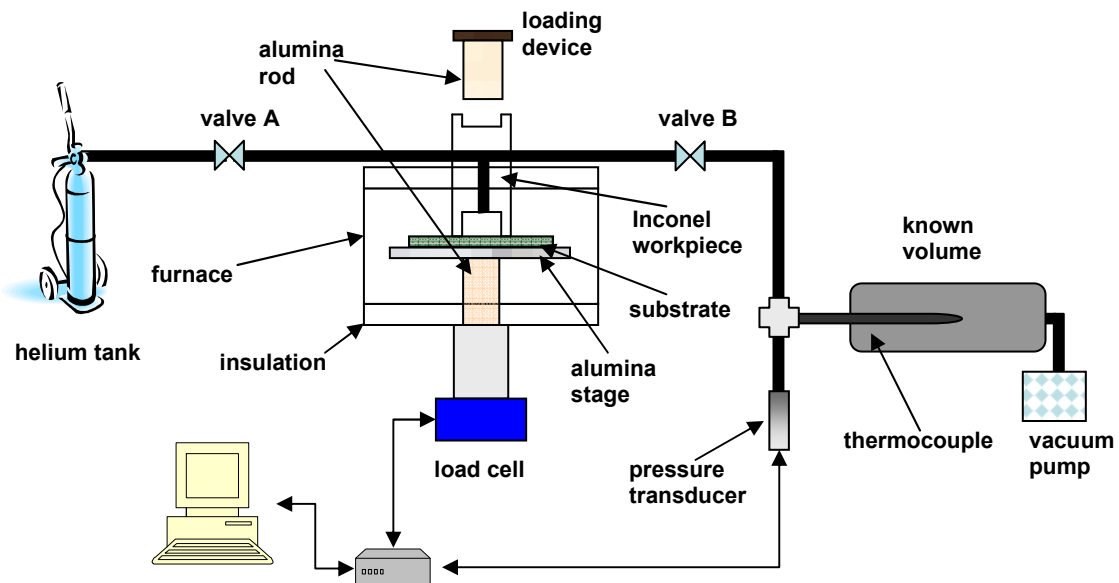 loading
device
alumina
rod
valve A
valve B
Inconel
workpiece
known
volume
furnace
substrate
helium tank
insulation
alumina
stage
thermocouple
load cell
pressure
transducer
vacuum
pump